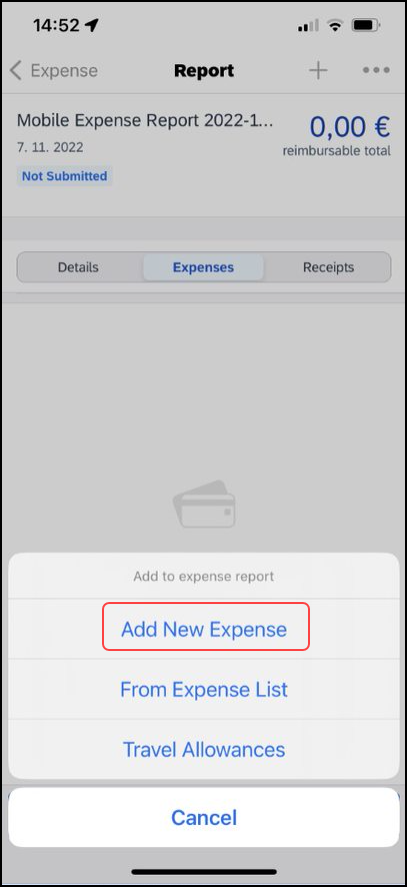 14:52
Expense
Report
Mobile Expense Report 2022-1...
0,00 €
7. 11. 2022
reimbursable total
Not Submitted
Details
Expenses
Receipts
Add to expense report
Add New Expense
From Expense List
Travel Allowances
Cancel